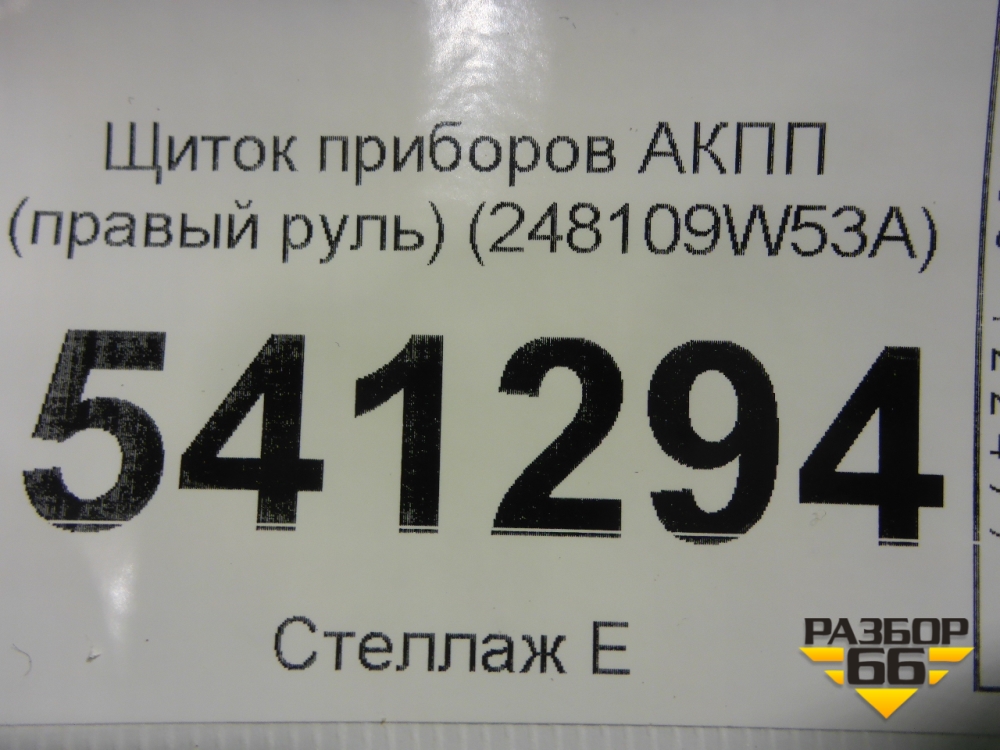 Щиток приборов АКПП
(правый руль) (248109W53A)
541294
Стеллаж Е
РАЗБОР
66